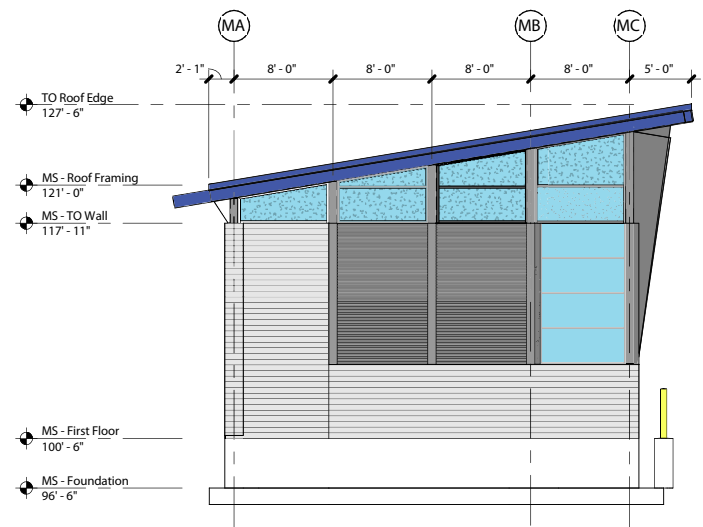 MA
MB
MC
2' - 1"
8' - 0"
8' - 0"
8' - 0"
8' - 0"
5' - 0"
TO Roof Edge
127' - 6"
MS - Roof Framing
121' - 0"
MS - TO Wall
117' - 11"
MS - First Floor
100' - 6"
MS - Foundation
96' - 6"